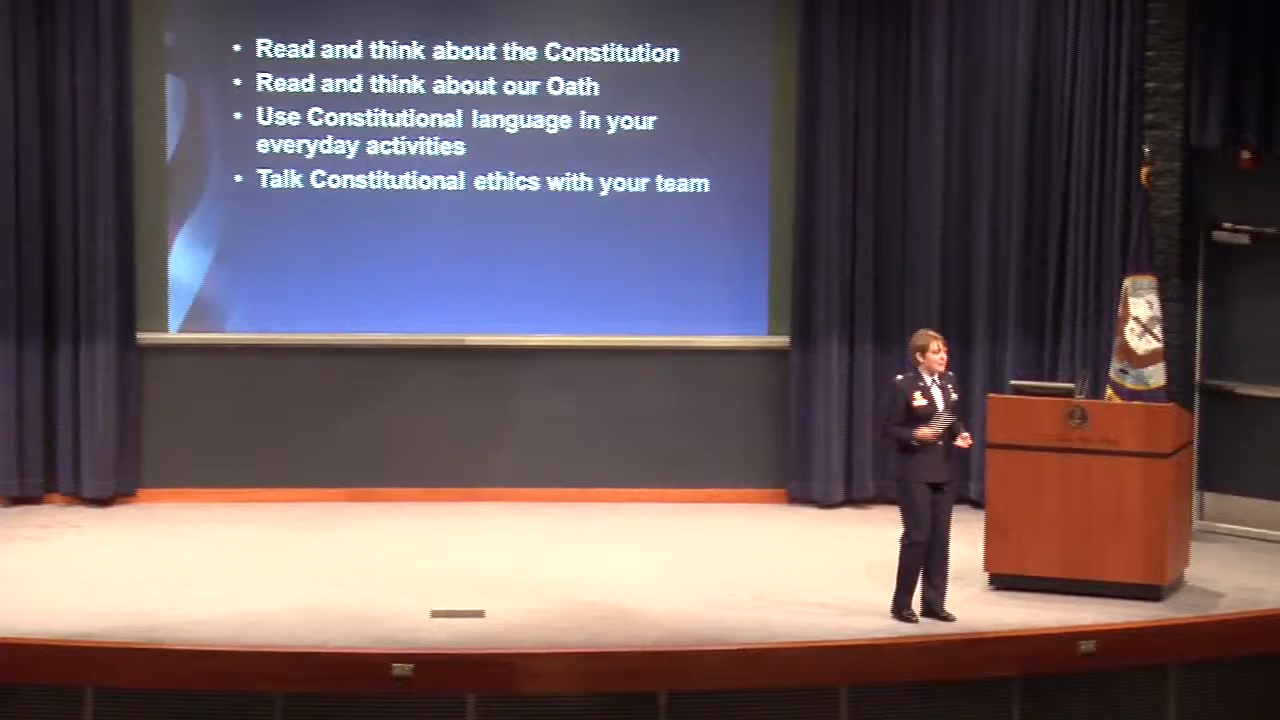 • Read and think about the Constitution
• Read and think about our Oath
• Use Constitutional language in your
everyday activities
• Talk Constitutional ethics with your team